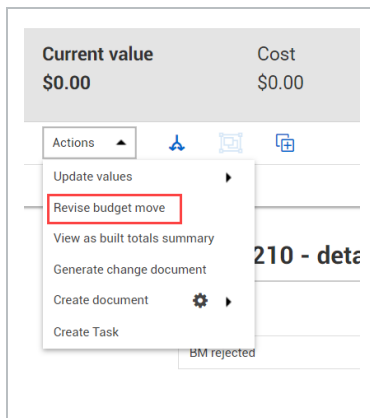 Current value Cost
$0.00 $0.00
Actions
Update values
Revise budget move
View as built totals summary
210 - deta
Generate change document
Create document
Create Task
BM rejected